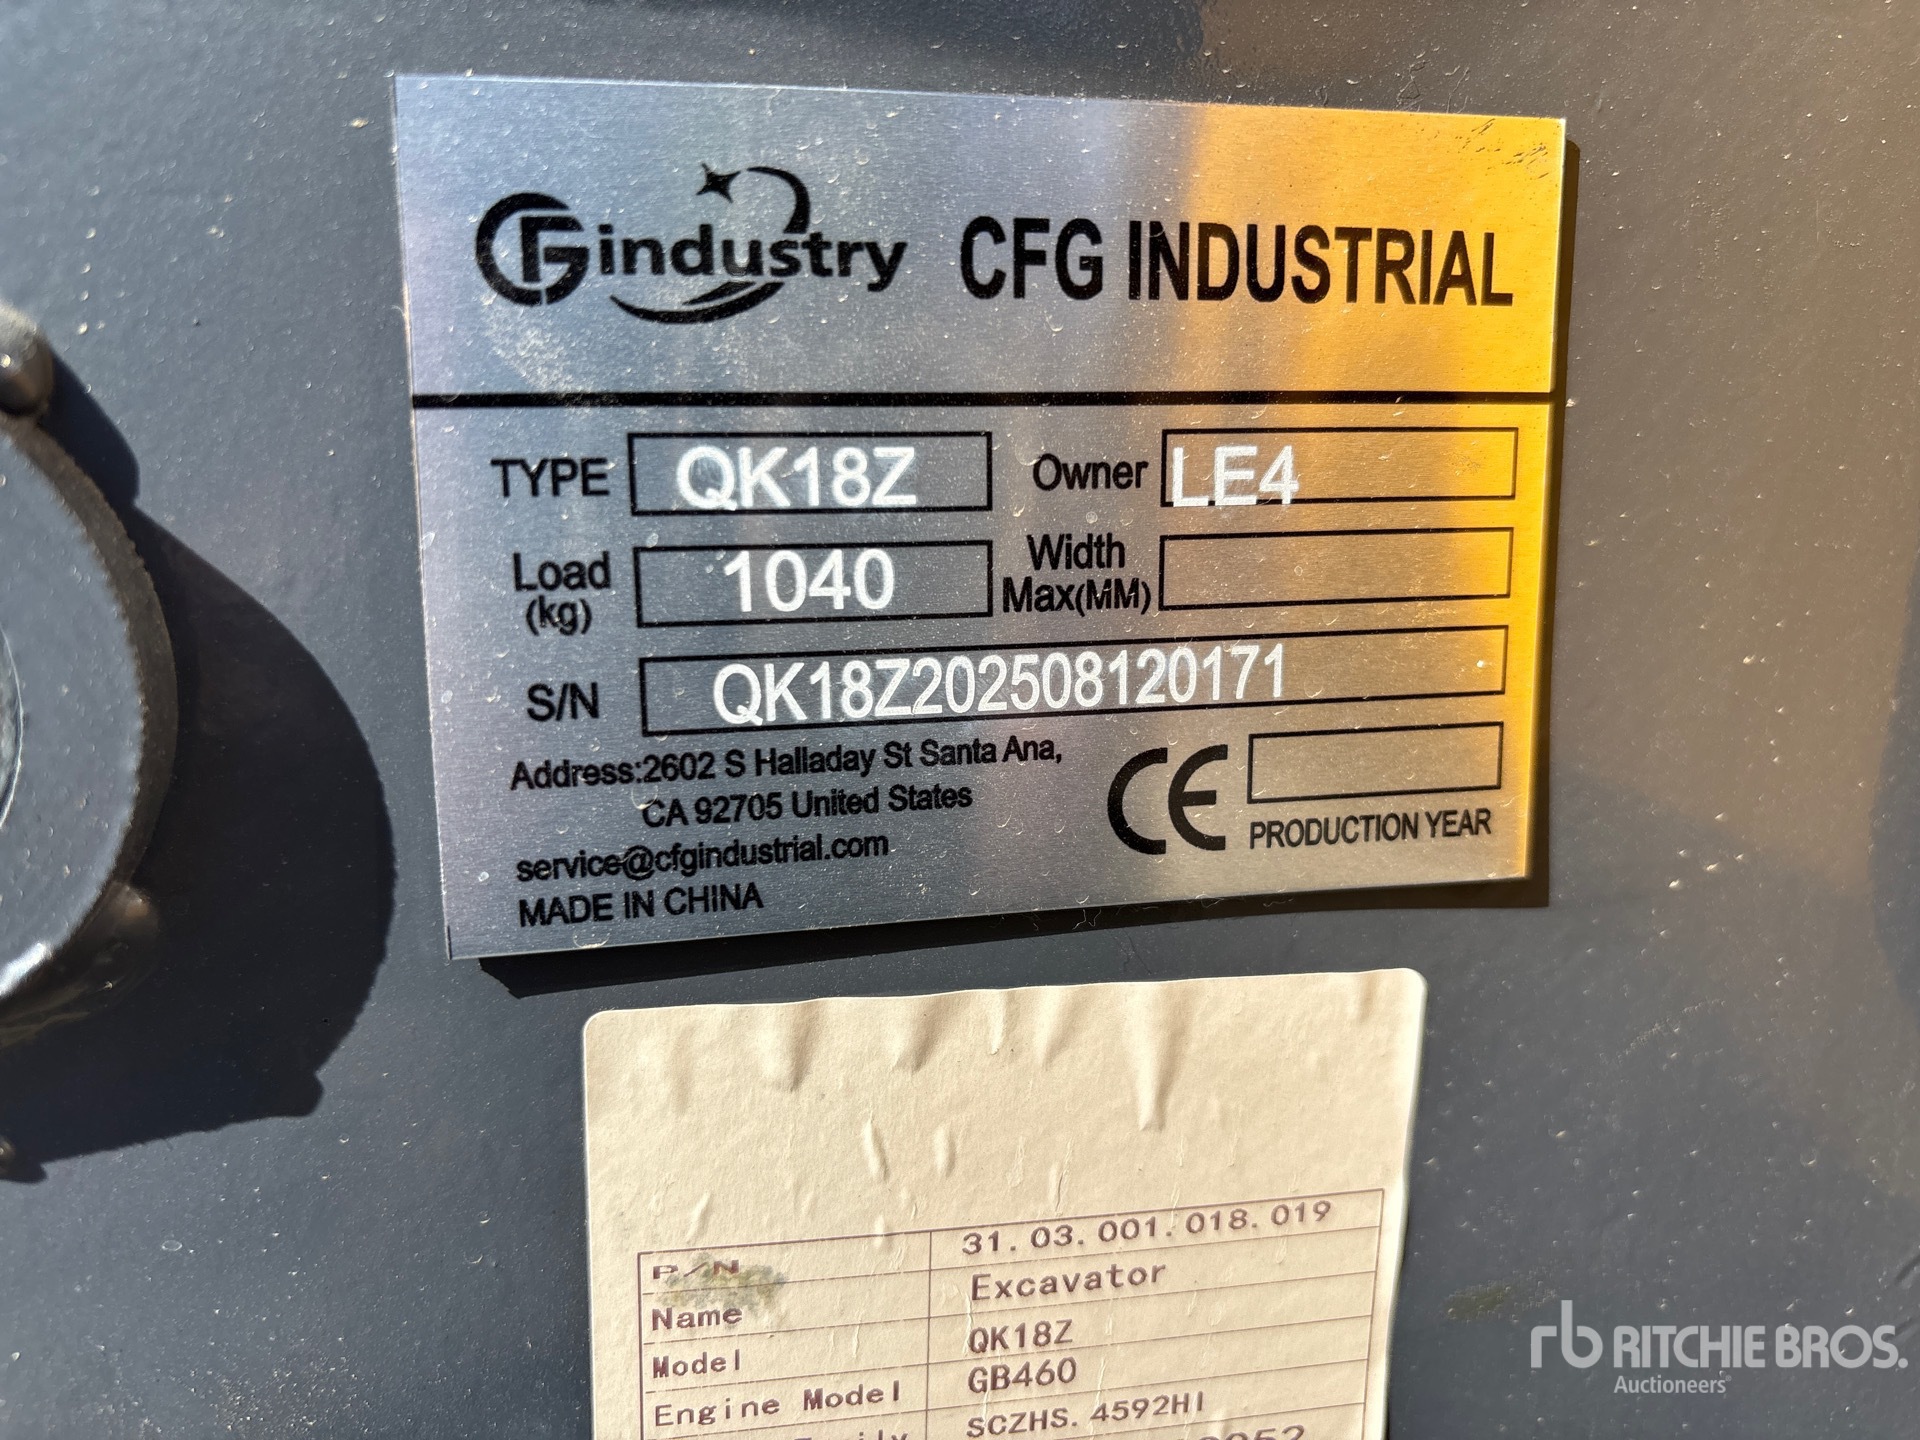 CFGindustry CFG INDUSTRIAL
TYPE QK18Z Owner LE4
Load (kg) 1040 Width Max(MM)
S/N QK18Z202508120171
Address:2602 S Halladay St Santa Ana,
CA 92705 United States
service@cfgindustrial.com
MADE IN CHINA
CE PRODUCTION YEAR
P/N 31.03.001.018.019
Name Excavator
Model QK18Z
Engine Model GB460
SCZHS.4592HI
rb RITCHIE BROS.
Auctioneers